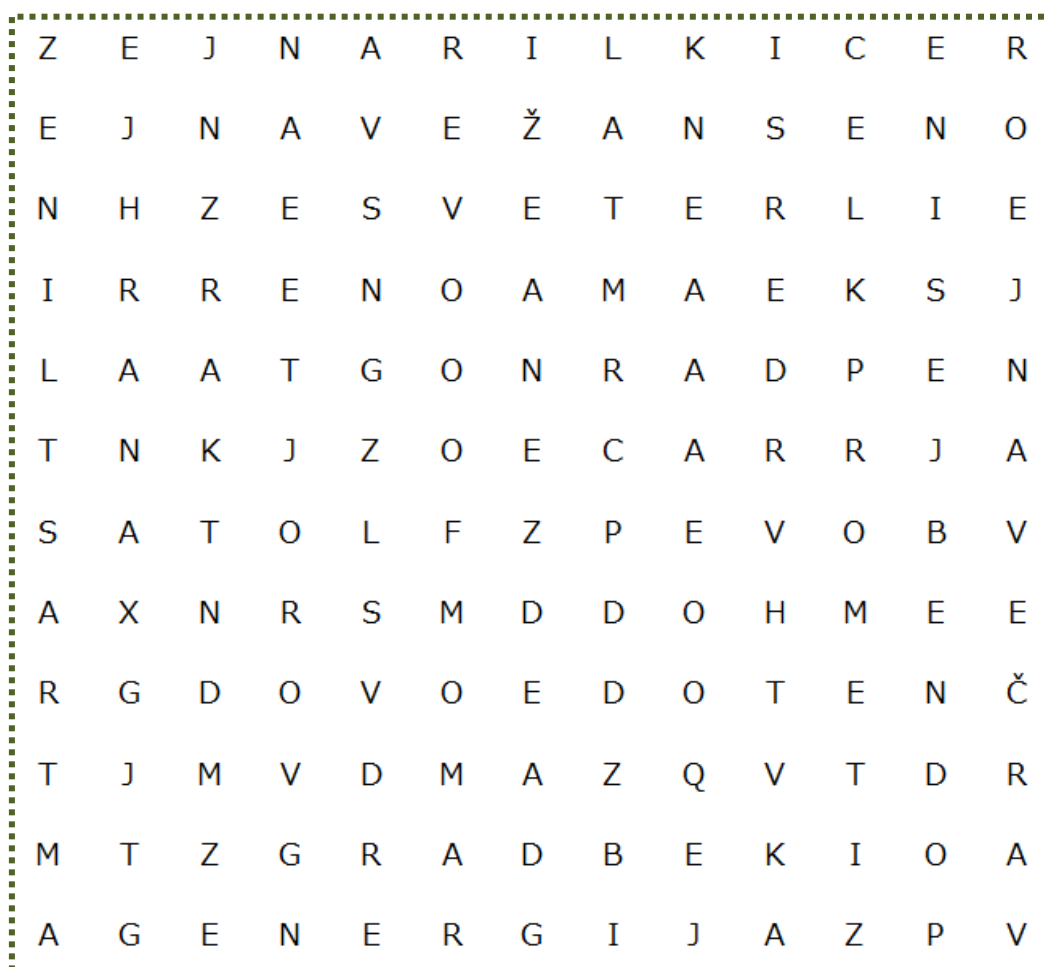 Z E J N A R I L K I C E R
E J N A V E Ž A N S E N O
N H Z E S V E T E R L I E
I R R E N O A M A E K S J
L A A T G O N R A D P E N
T N K J Z O E C A R R J A
S A T O L F Z P E V O B V
A X N R S M D D O H M E E
R G D O V O E D O T E N Č
T J M V D M A Z Q V T D R
M T Z G R A D B E K I O A
A G E N E R G I J A Z P V